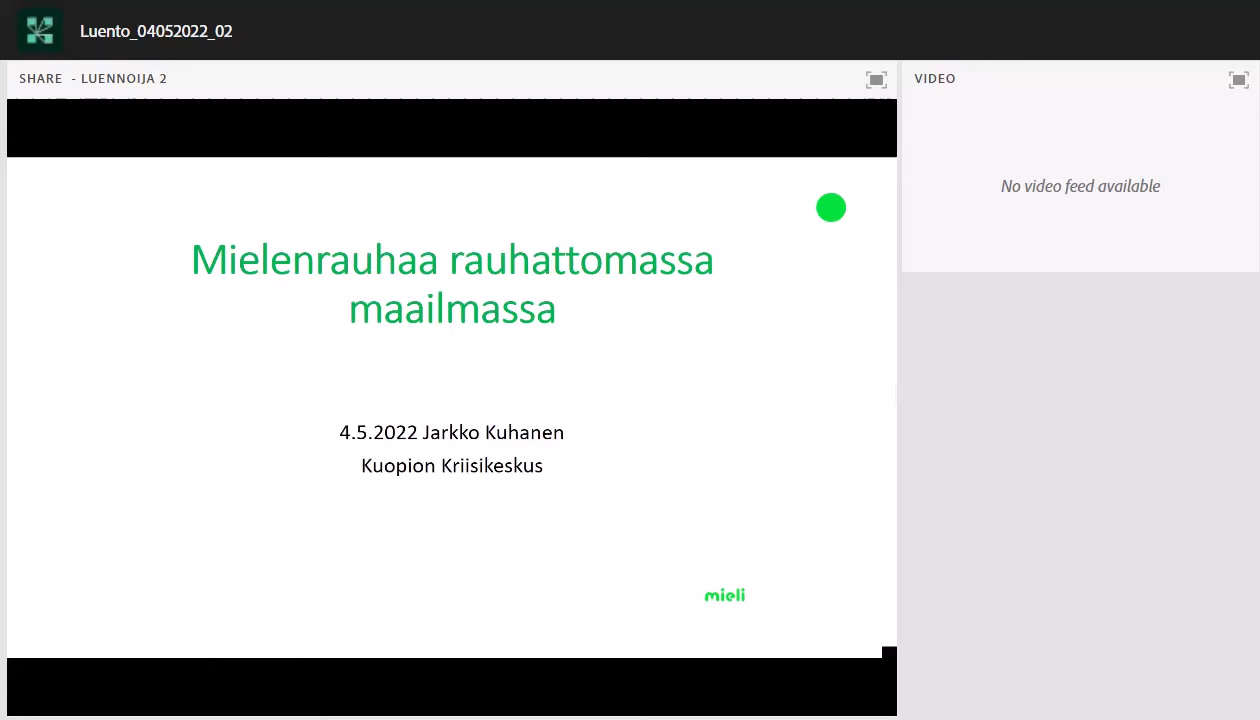 Luento_04052022_02
SHARE - LUENNOIJA 2
VIDEO
No video feed available
Mielenrauhaa rauhattomassa
maailmassa
4.5.2022 Jarkko Kuhanen
Kuopion Kriisikeskus
mieli